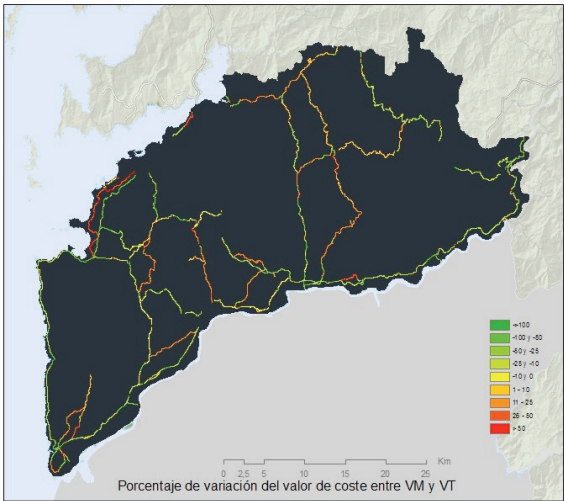 <-100
-100 y -50
-50 y -25
-25 y -10
-10 y 0
1 - 10
11 - 25
26 - 50
> 50
Km
0 2,5 5 10 15 20 25
Porcentaje de variación del valor de coste entre VM y VT